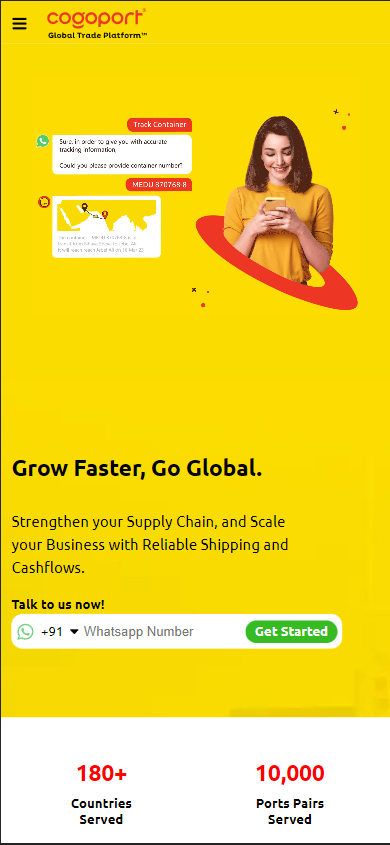 cogoport
Global Trade Platform™
Track Container
Sure, in order to give you with accurate
tracking information,
Could you please provide container number?
MEDU 870768 8
Grow Faster, Go Global.
Strengthen your Supply Chain, and Scale
your Business with Reliable Shipping and
Cashflows.
Talk to us now!
+91 Whatsapp Number Get Started
180+ 10,000
Countries Ports Pairs
Served Served